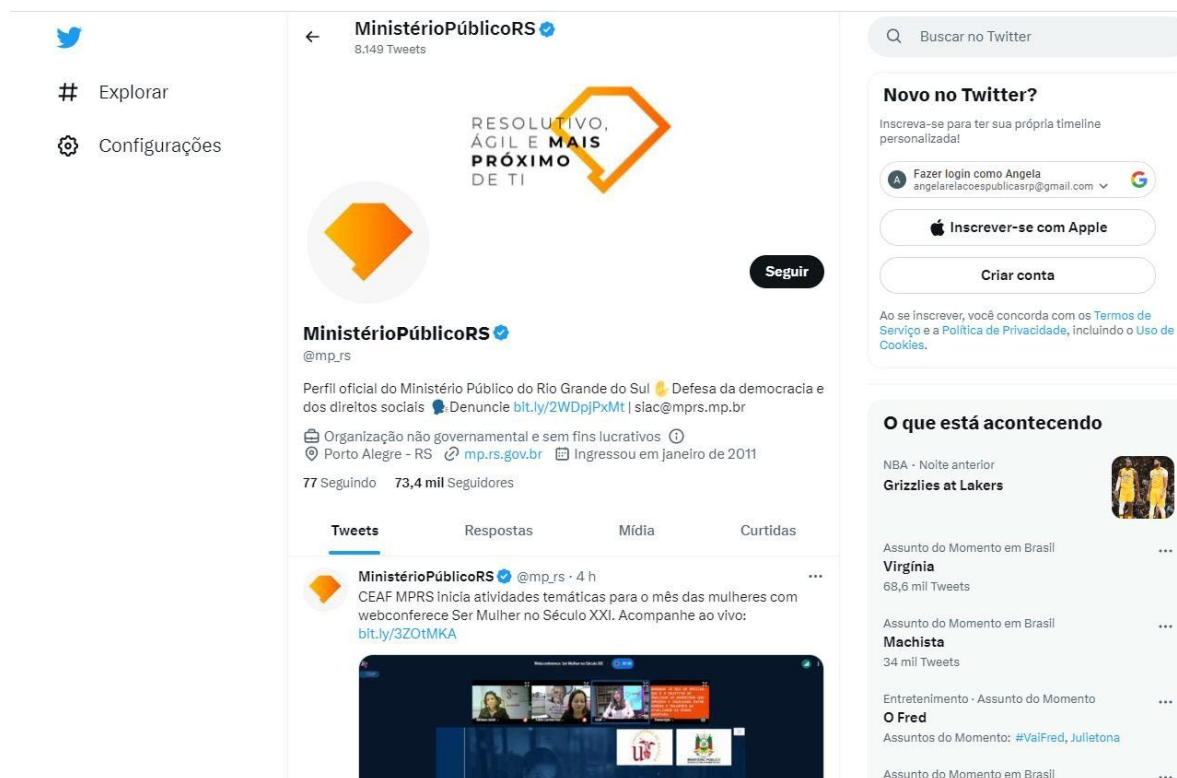 MinistérioPúblicoRS
8.149 Tweets
Explorar
Configurações
RESOLUTIVO,
ÁGIL E MAIS
PRÓXIMO
DE TI
Seguir
MinistérioPúblicoRS
@mp_rs
Perfil oficial do Ministério Público do Rio Grande do Sul ✋ Defesa da democracia e
dos direitos sociais 🗣 Denuncie bit.ly/2WDpjPxMt | siac@mprs.mp.br
Organização não governamental e sem fins lucrativos
Porto Alegre - RS mp.rs.gov.br Ingressou em janeiro de 2011
77 Seguindo 73,4 mil Seguidores
Tweets Respostas Mídia Curtidas
MinistérioPúblicoRS @mp_rs · 4 h
CEAF MPRS inicia atividades temáticas para o mês das mulheres com
webconferece Ser Mulher no Século XXI. Acompanhe ao vivo:
bit.ly/3ZOtMKA
Buscar no Twitter
Novo no Twitter?
Inscreva-se para ter sua própria timeline
personalizada!
A Fazer login como Angela
angelarelacoespublicasrp@gmail.com
Inscrever-se com Apple
Criar conta
Ao se inscrever, você concorda com os Termos de
Serviço e a Política de Privacidade, incluindo o Uso de
Cookies.
O que está acontecendo
NBA · Noite anterior
Grizzlies at Lakers
Assunto do Momento em Brasil
Virgínia
68,6 mil Tweets
Assunto do Momento em Brasil
Machista
34 mil Tweets
Entretenimento · Assunto do Momento
O Fred
Assuntos do Momento: #ValFred, Julietona
Assunto do Momento em Brasil